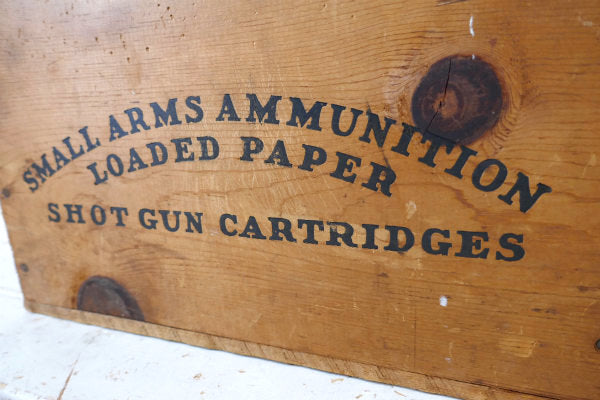 SMALL ARMS AMMUNITION
LOADED PAPER
SHOT GUN CARTRIDGES